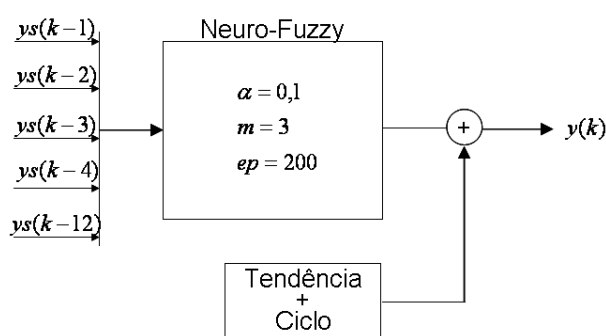 ys(k−1)
ys(k−2)
ys(k−3)
ys(k−4)
ys(k−12)
Neuro-Fuzzy
α = 0,1
m = 3
ep = 200
+
y(k)
Tendência
+
Ciclo